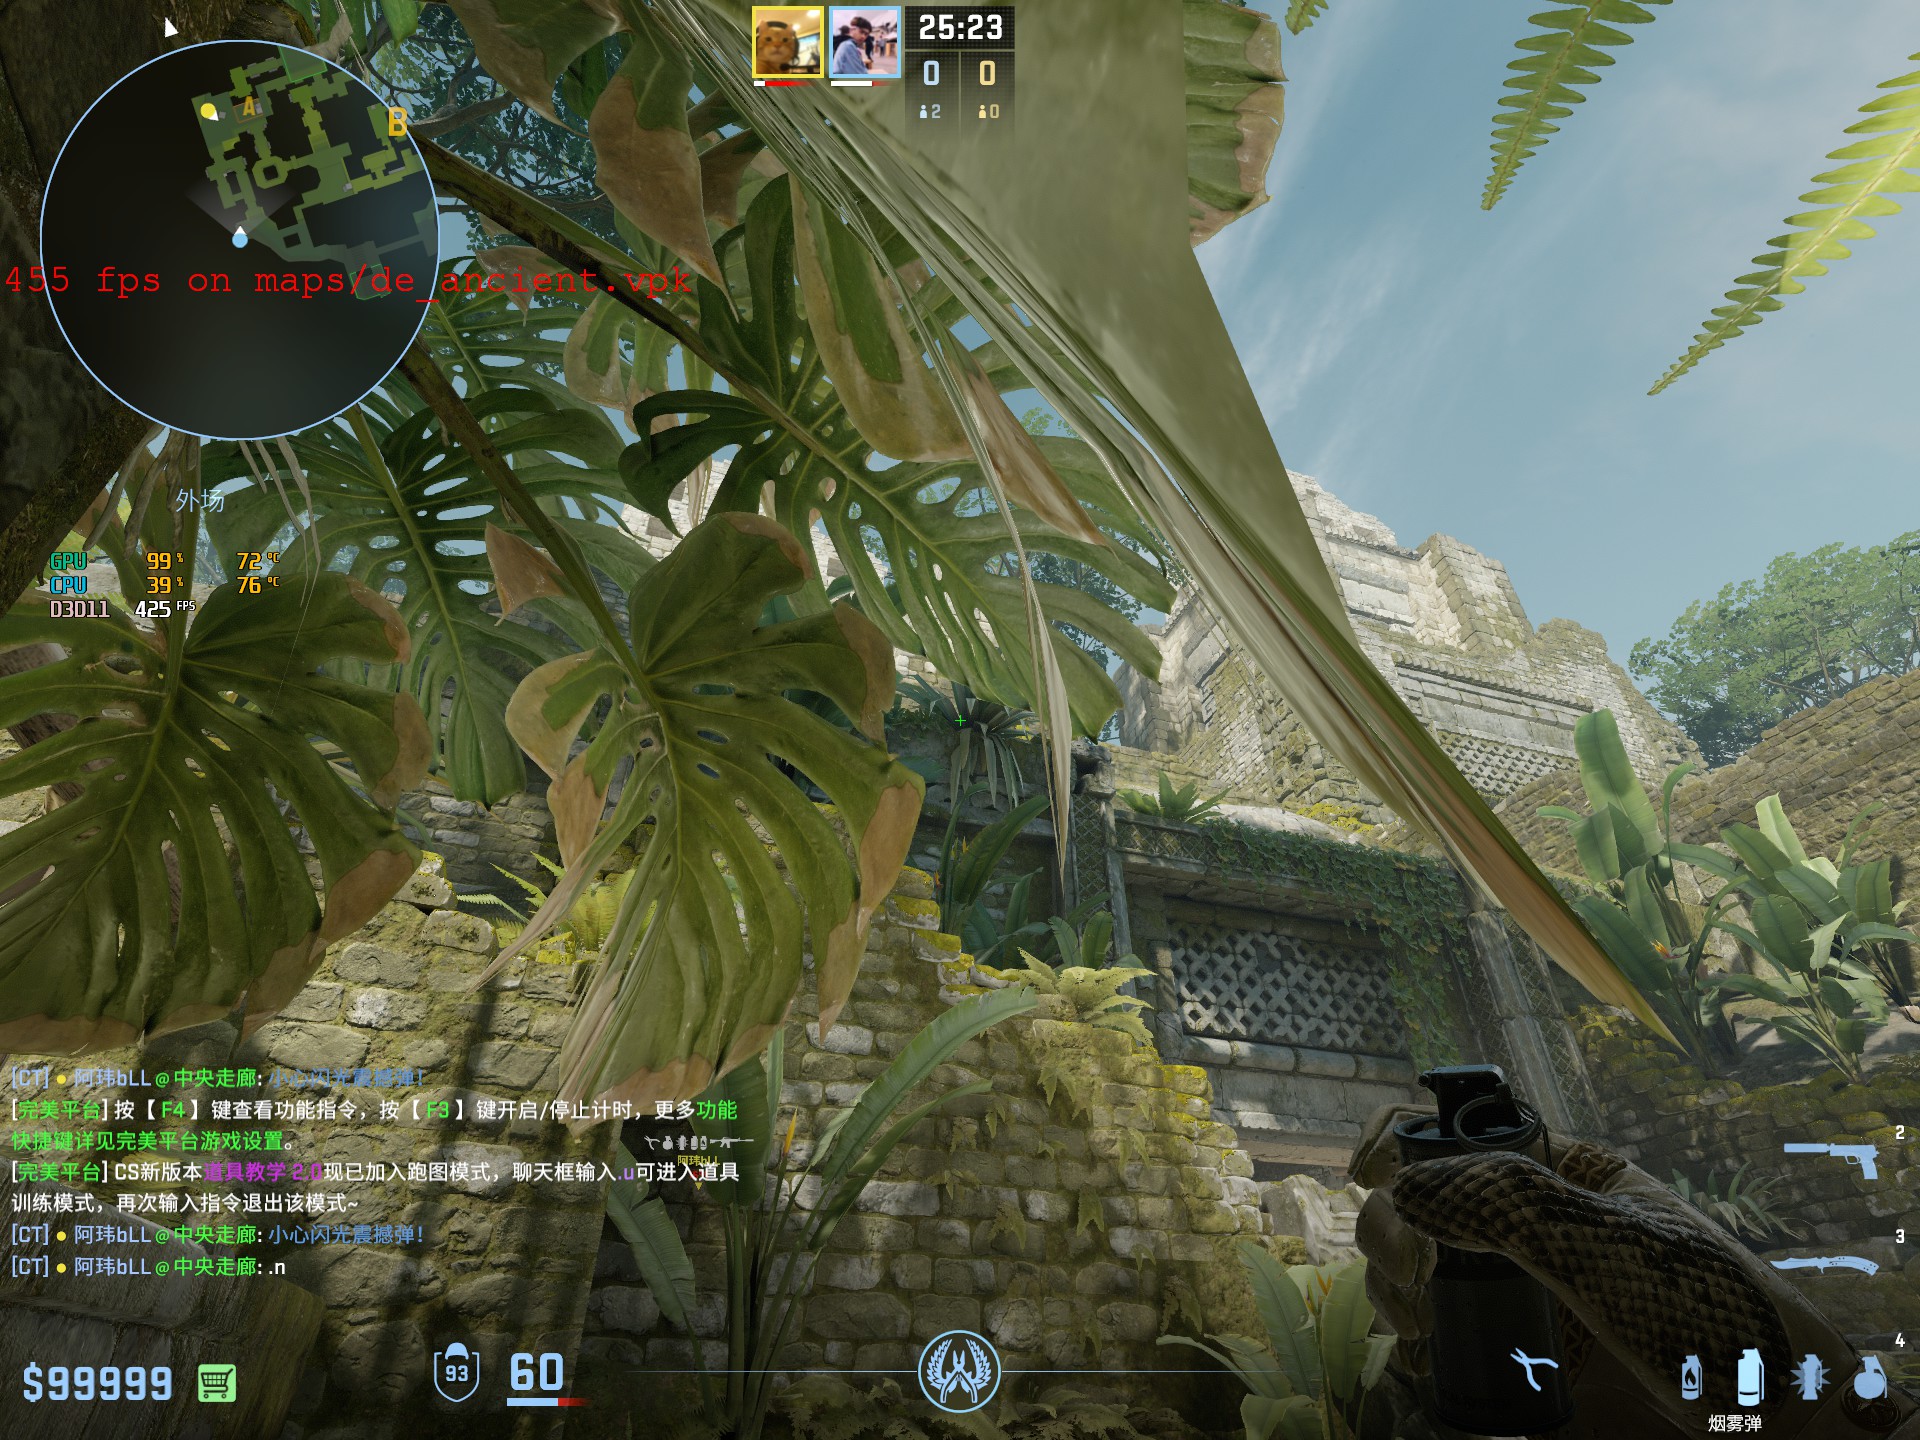 25:23
0 0
2 0
A
B
455 fps on maps/de_ancient.vpk
外场
GPU 99 % 72 °C
CPU 39 % 76 °C
D3D11 425 FPS
[CT] ● 阿玮bLL@中央走廊: 小心闪光震撼弹!
[完美平台] 按【 F4 】键查看功能指令，按【 F3 】键开启/停止计时，更多功能
快捷键详见完美平台游戏设置。
阿玮bLL
[完美平台] CS新版本道具教学 2.0现已加入跑图模式，聊天框输入.u可进入道具
训练模式，再次输入指令退出该模式~
[CT] ● 阿玮bLL@中央走廊: 小心闪光震撼弹!
[CT] ● 阿玮bLL@中央走廊: .n
2
3
4
$99999
93
60
烟雾弹